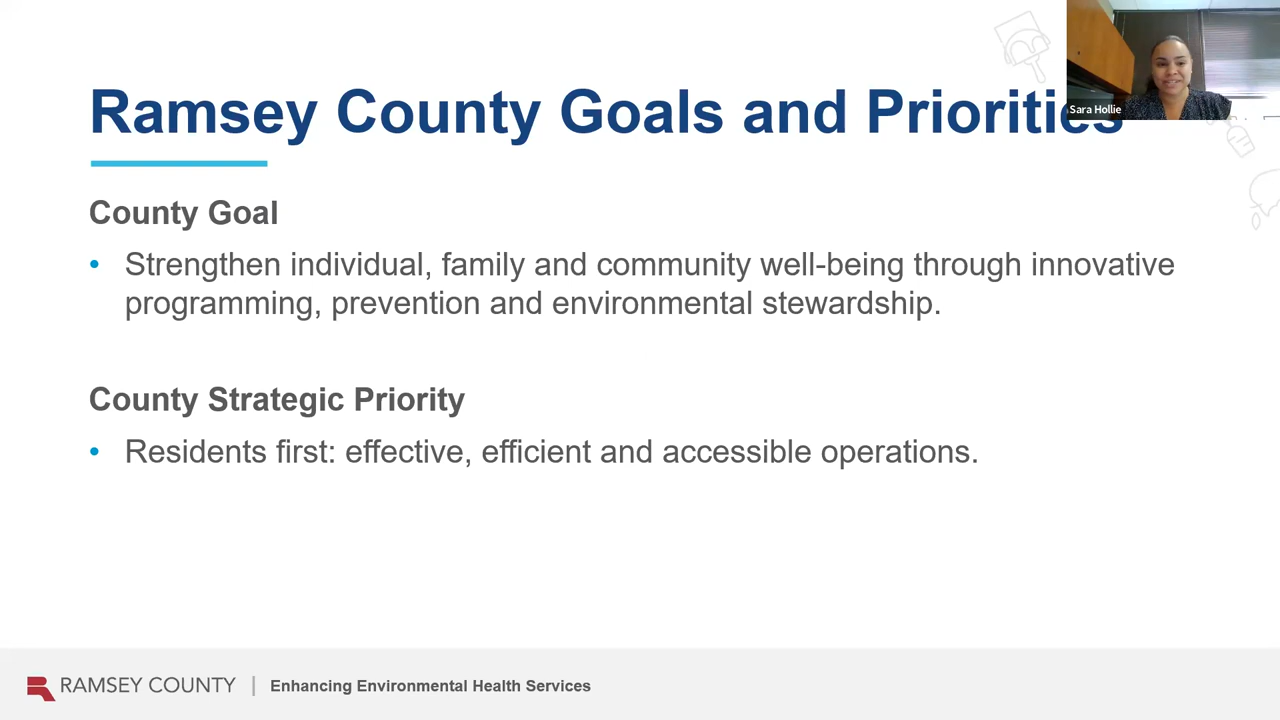 Ramsey County Goals and Priorities
Sara Hollie
County Goal
• Strengthen individual, family and community well-being through innovative
programming, prevention and environmental stewardship.
County Strategic Priority
• Residents first: effective, efficient and accessible operations.
RAMSEY COUNTY | Enhancing Environmental Health Services